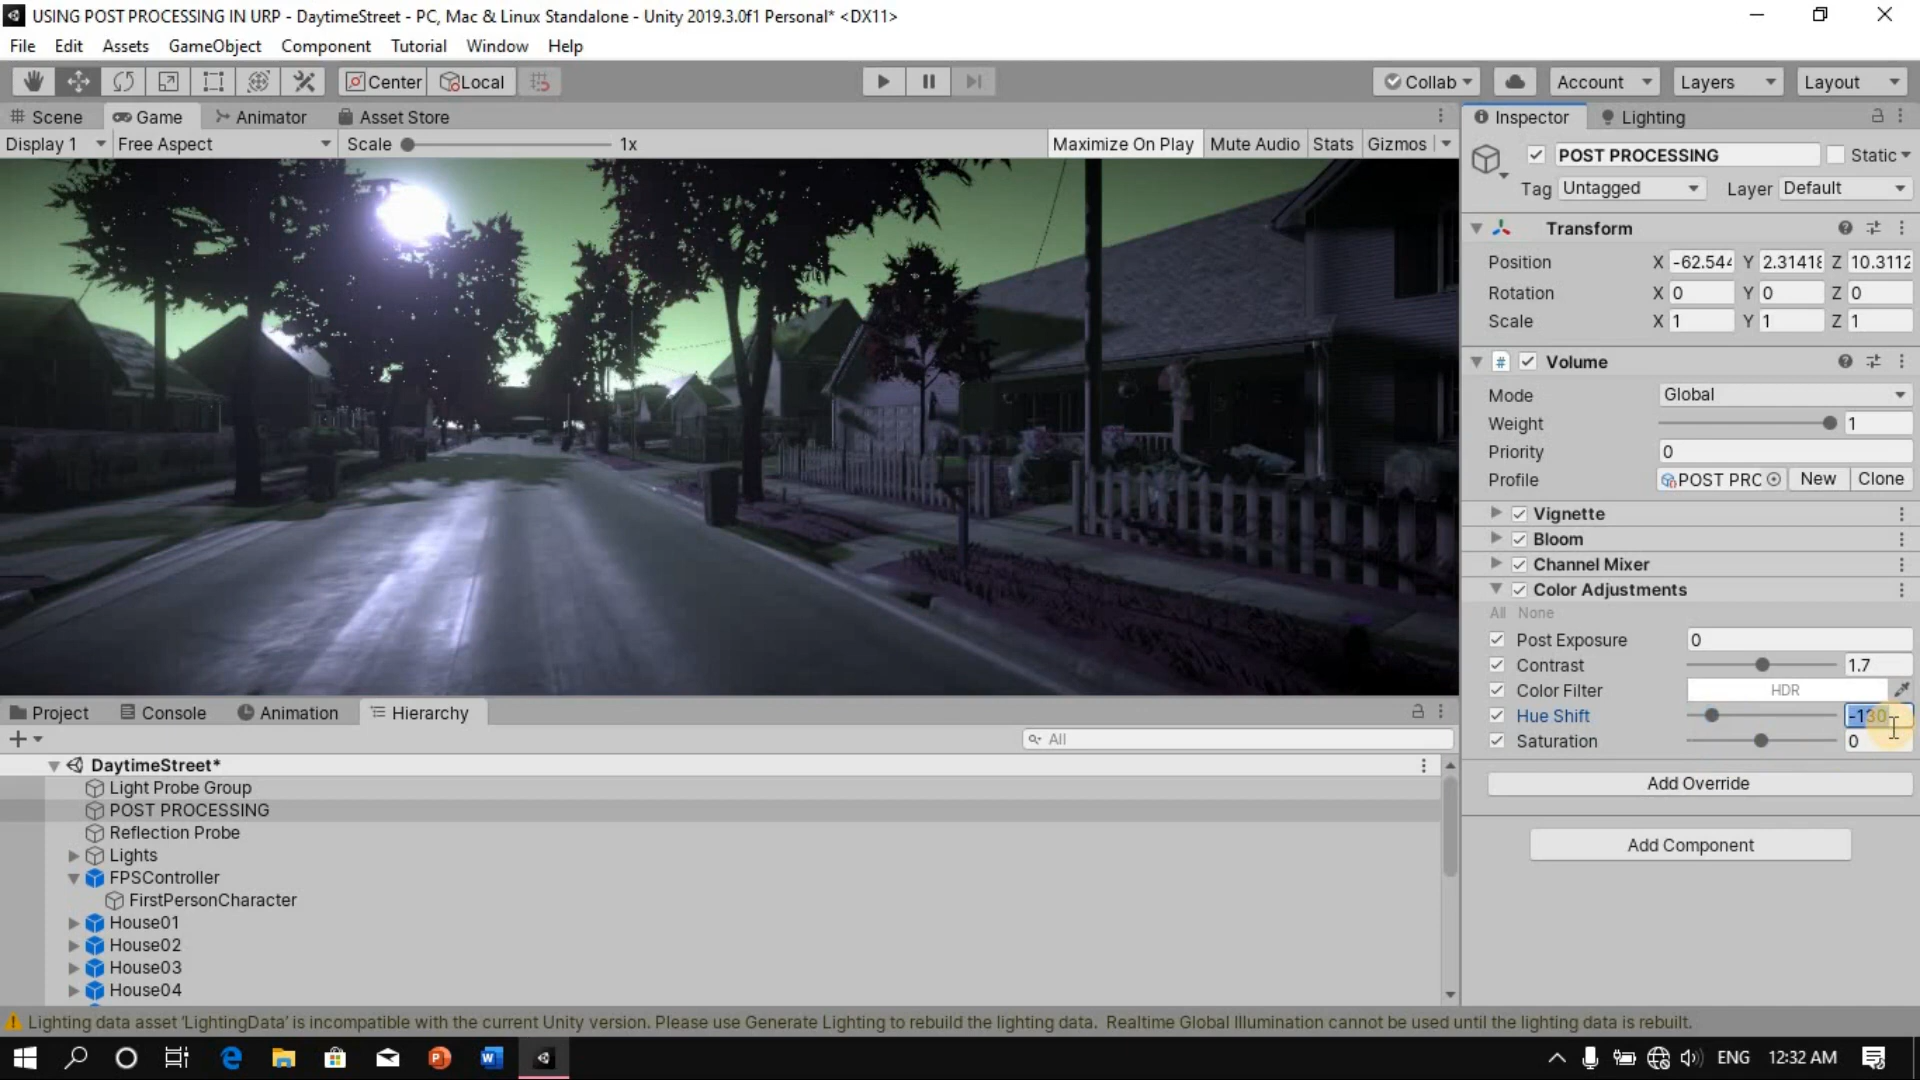 USING POST PROCESSING IN URP - DaytimeStreet - PC, Mac & Linux Standalone - Unity 2019.3.0f1 Personal* <DX11>
File Edit Assets GameObject Component Tutorial Window Help
Center Local Collab Account Layers Layout
Scene Game Animator Asset Store
Display 1 Free Aspect Scale 1x Maximize On Play Mute Audio Stats Gizmos
Inspector Lighting
POST PROCESSING Static
Tag Untagged Layer Default
Transform
Position X -62.544 Y 2.31418 Z 10.3112
Rotation X 0 Y 0 Z 0
Scale X 1 Y 1 Z 1
# Volume
Mode Global
Weight 1
Priority 0
Profile POST PRC New Clone
Vignette
Bloom
Channel Mixer
Color Adjustments
All None
Post Exposure 0
Contrast 1.7
Color Filter HDR
Hue Shift -130
Saturation 0
Add Override
Add Component
Project Console Animation Hierarchy
All
DaytimeStreet*
Light Probe Group
POST PROCESSING
Reflection Probe
Lights
FPSController
FirstPersonCharacter
House01
House02
House03
House04
Lighting data asset 'LightingData' is incompatible with the current Unity version. Please use Generate Lighting to rebuild the lighting data. Realtime Global Illumination cannot be used until the lighting data is rebuilt.
ENG 12:32 AM